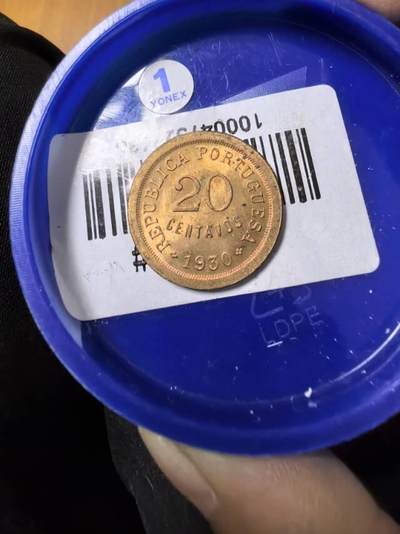 1
YONEX
REPUBLICA PORTUGUESA
20
CENTAVOS
* 1930 *
LDPE